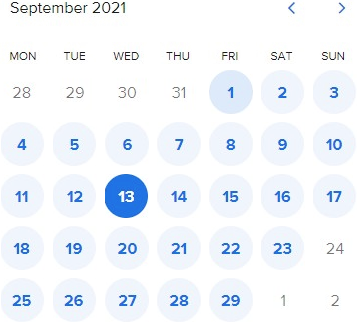 September 2021
MON TUE WED THU FRI SAT SUN
28 29 30 31 1 2 3
4 5 6 7 8 9 10
11 12 13 14 15 16 17
18 19 20 21 22 23 24
25 26 27 28 29 1 2